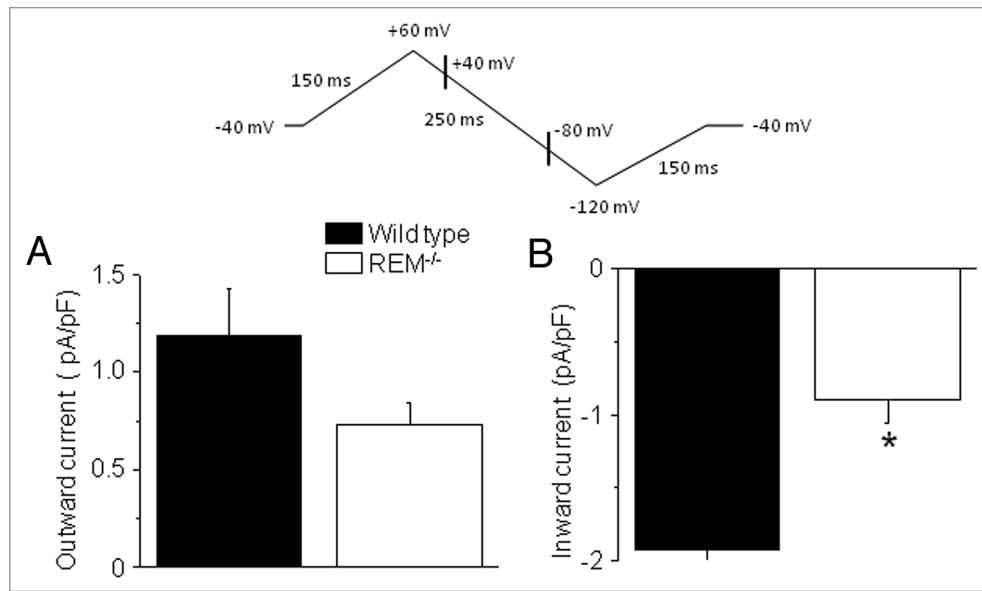 +60 mV
+40 mV
150 ms
-40 mV
250 ms
-80 mV
-40 mV
150 ms
-120 mV
A
Wild type
REM-/-
B
Outward current ( pA/pF)
1.5
1.0
0.5
0
Inward current (pA/pF)
0
-1
-2
*